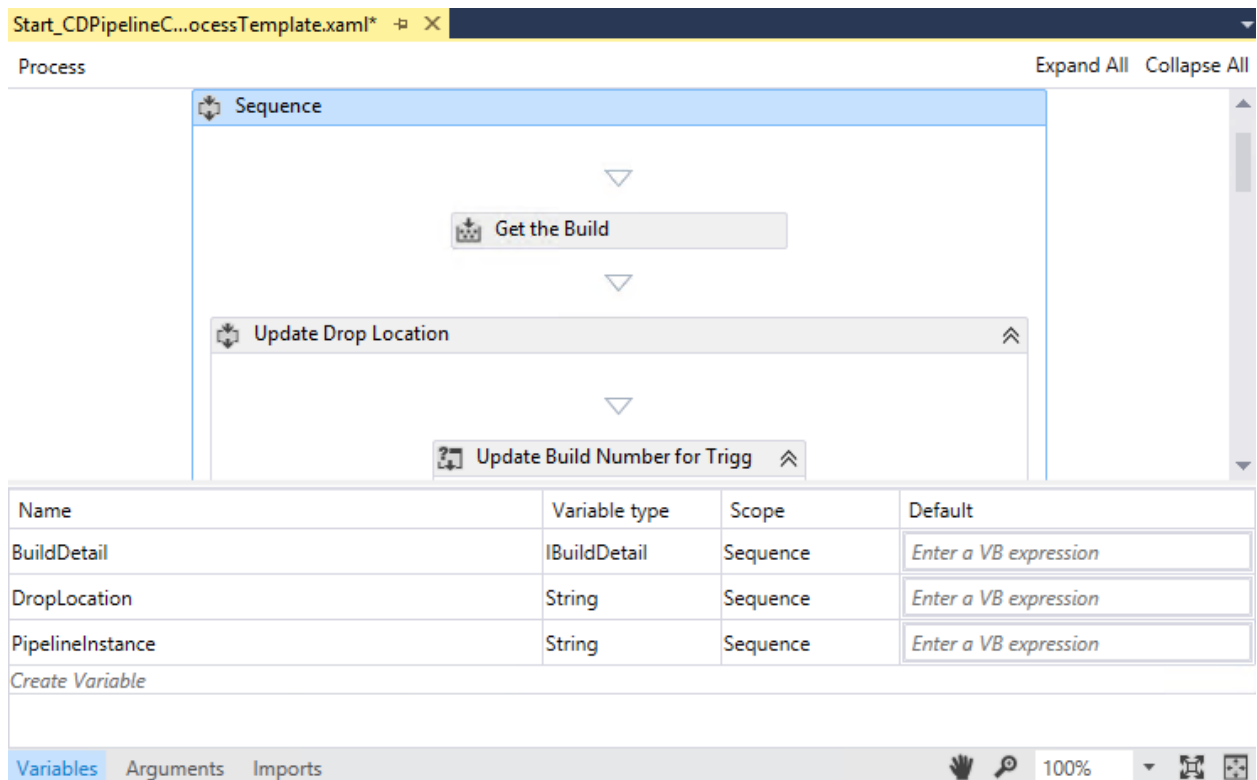 Start_CDPipelineC...ocessTemplate.xaml*
Process Expand All Collapse All
Sequence
Get the Build
Update Drop Location
Update Build Number for Trigg
Name Variable type Scope Default
BuildDetail IBuildDetail Sequence Enter a VB expression
DropLocation String Sequence Enter a VB expression
PipelineInstance String Sequence Enter a VB expression
Create Variable
Variables Arguments Imports 100%